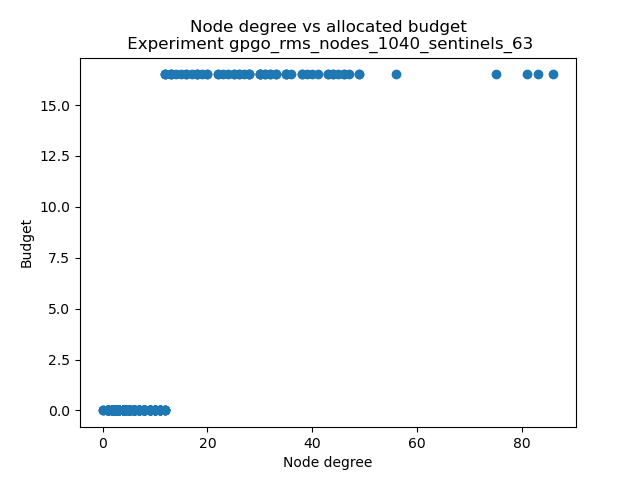 Node degree vs allocated budget
Experiment gpgo_rms_nodes_1040_sentinels_63
15.0
12.5
10.0
7.5
5.0
2.5
0.0
Budget
0 20 40 60 80
Node degree